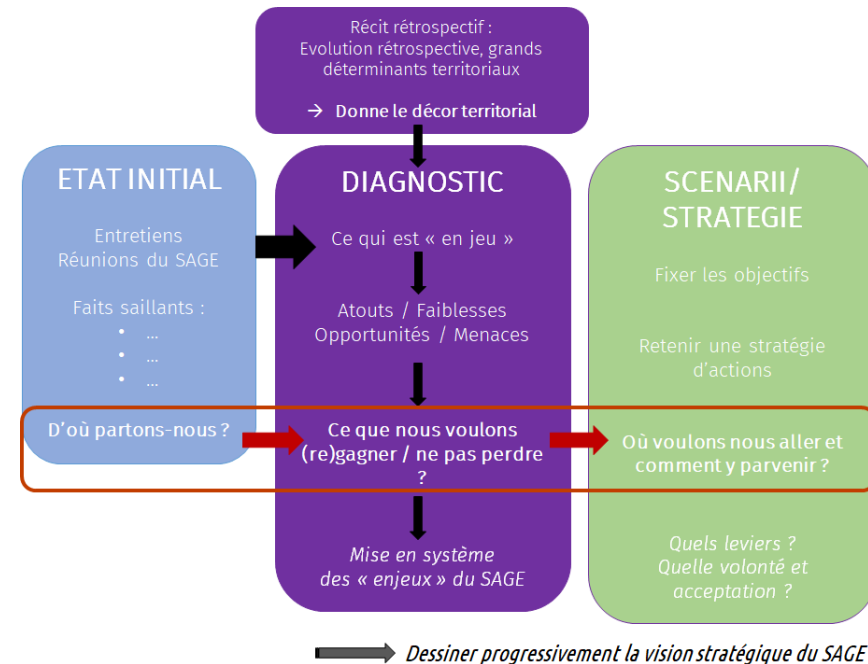 Récit rétrospectif :
Evolution rétrospective, grands
déterminants territoriaux
→ Donne le décor territorial
ETAT INITIAL
Entretiens
Réunions du SAGE
Faits saillants :
• ...
• ...
• ...
D'où partons-nous ?
DIAGNOSTIC
Ce qui est « en jeu »
Atouts / Faiblesses
Opportunités / Menaces
Ce que nous voulons
(re)gagner / ne pas perdre
?
Mise en système
des « enjeux » du SAGE
SCENARII/
STRATEGIE
Fixer les objectifs
Retenir une stratégie
d'actions
Où voulons nous aller et
comment y parvenir ?
Quels leviers ?
Quelle volonté et
acceptation ?
Dessiner progressivement la vision stratégique du SAGE